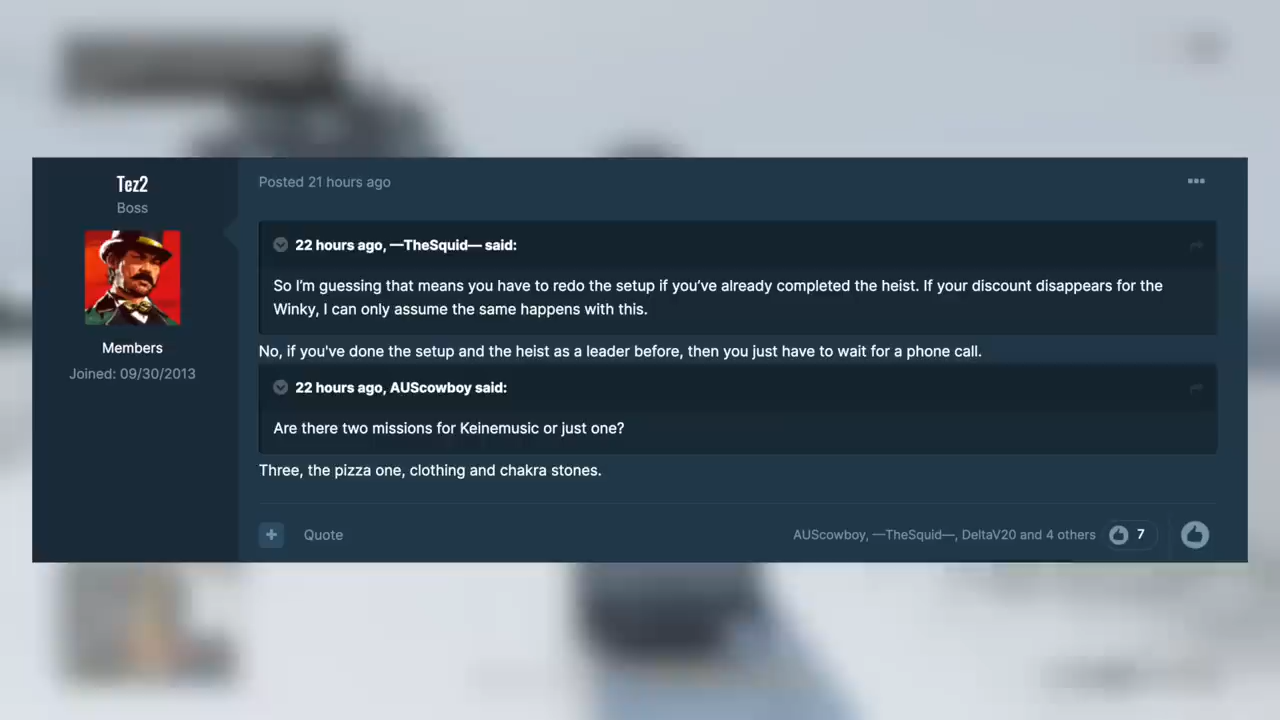 Tez2
Boss
Members
Joined: 09/30/2013
Posted 21 hours ago
22 hours ago, —TheSquid— said:
So I'm guessing that means you have to redo the setup if you've already completed the heist. If your discount disappears for the
Winky, I can only assume the same happens with this.
No, if you've done the setup and the heist as a leader before, then you just have to wait for a phone call.
22 hours ago, AUScowboy said:
Are there two missions for Keinemusic or just one?
Three, the pizza one, clothing and chakra stones.
+ Quote
AUScowboy, —TheSquid—, DeltaV20 and 4 others 7